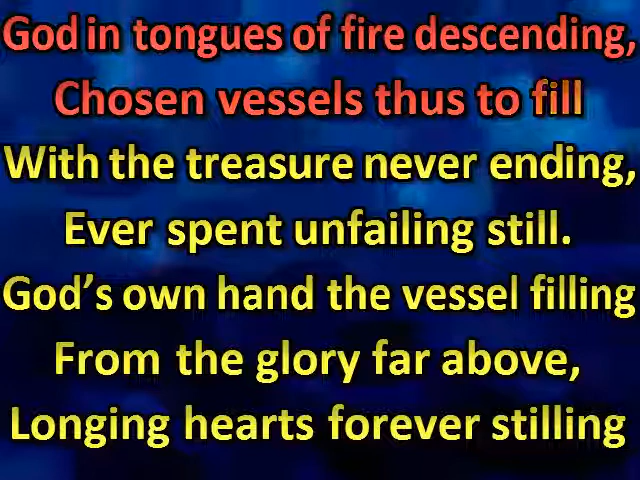 God in tongues of fire descending,
Chosen vessels thus to fill
With the treasure never ending,
Ever spent unfailing still.
God’s own hand the vessel filling
From the glory far above,
Longing hearts forever stilling